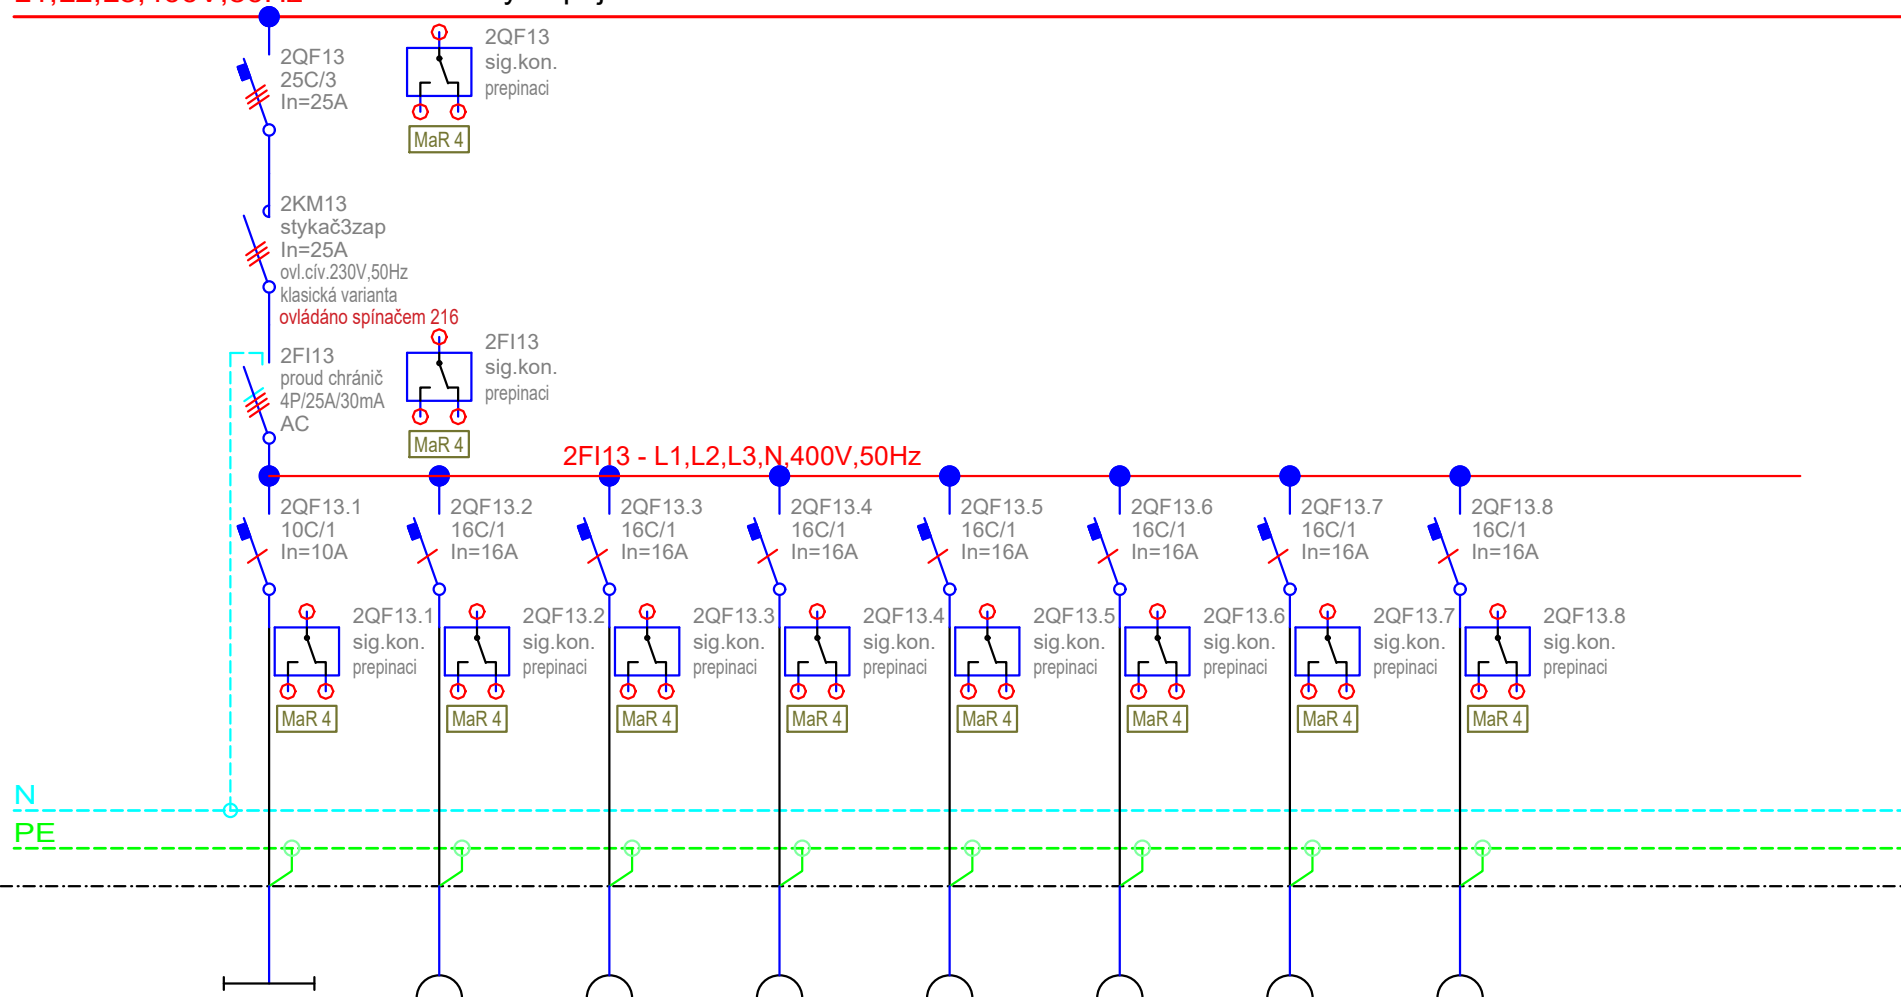 2QF13
25C/3
In=25A
2QF13
sig.kon.
prepinaci
MaR 4
2KM13
stykač3zap
In=25A
ovl.cív.230V,50Hz
klasická varianta
ovládáno spínačem 216
2FI13
proud chránič
4P/25A/30mA
AC
2FI13
sig.kon.
prepinaci
MaR 4
2FI13 - L1,L2,L3,N,400V,50Hz
2QF13.1
10C/1
In=10A
2QF13.2
16C/1
In=16A
2QF13.3
16C/1
In=16A
2QF13.4
16C/1
In=16A
2QF13.5
16C/1
In=16A
2QF13.6
16C/1
In=16A
2QF13.7
16C/1
In=16A
2QF13.8
16C/1
In=16A
2QF13.1
sig.kon.
prepinaci
MaR 4
2QF13.2
sig.kon.
prepinaci
MaR 4
2QF13.3
sig.kon.
prepinaci
MaR 4
2QF13.4
sig.kon.
prepinaci
MaR 4
2QF13.5
sig.kon.
prepinaci
MaR 4
2QF13.6
sig.kon.
prepinaci
MaR 4
2QF13.7
sig.kon.
prepinaci
MaR 4
2QF13.8
sig.kon.
prepinaci
MaR 4
N
PE